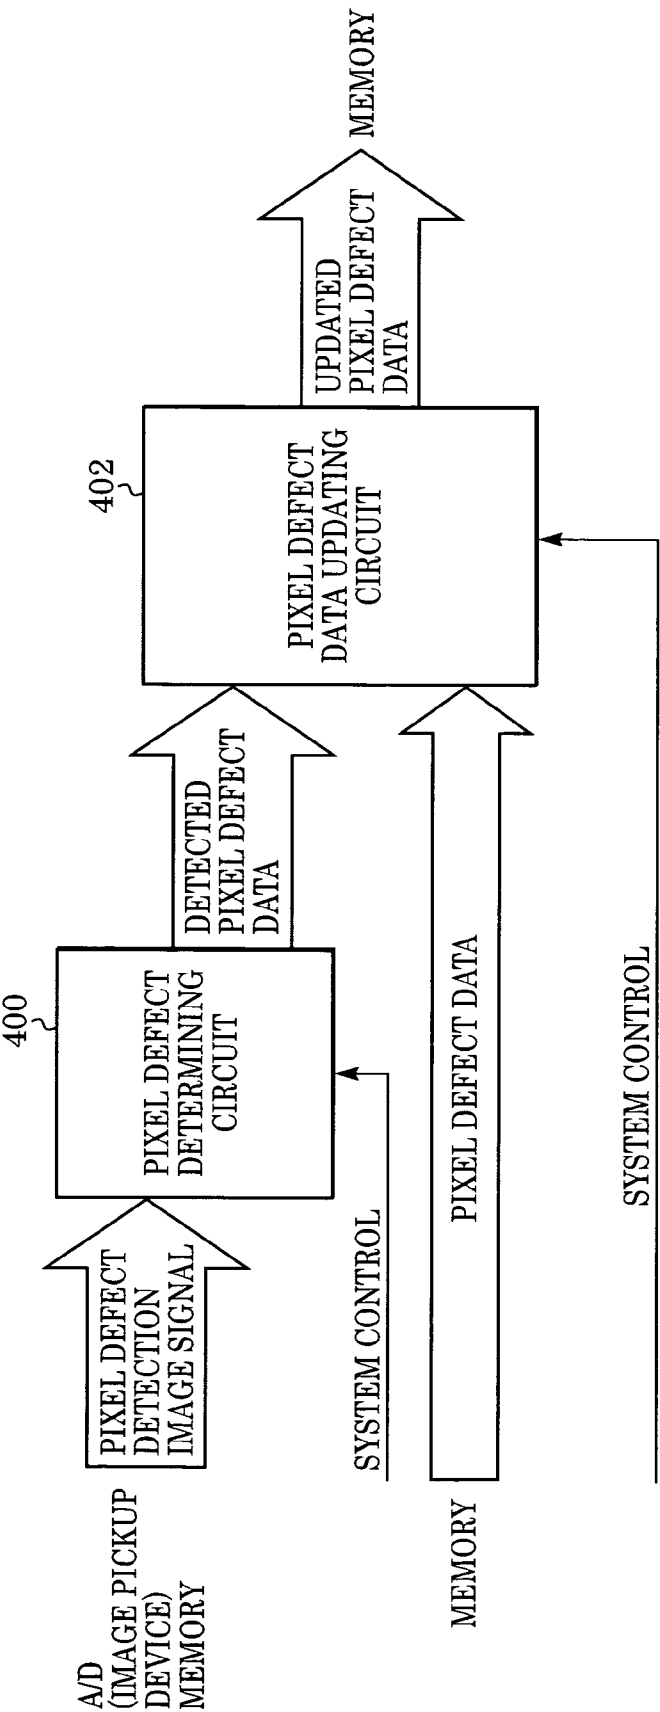 A/D
(IMAGE PICKUP
DEVICE)
MEMORY
PIXEL DEFECT
DETECTION
IMAGE SIGNAL
400
PIXEL DEFECT
DETERMINING
CIRCUIT
SYSTEM CONTROL
DETECTED
PIXEL DEFECT
DATA
MEMORY
PIXEL DEFECT DATA
402
PIXEL DEFECT
DATA UPDATING
CIRCUIT
SYSTEM CONTROL
UPDATED
PIXEL DEFECT
DATA
MEMORY